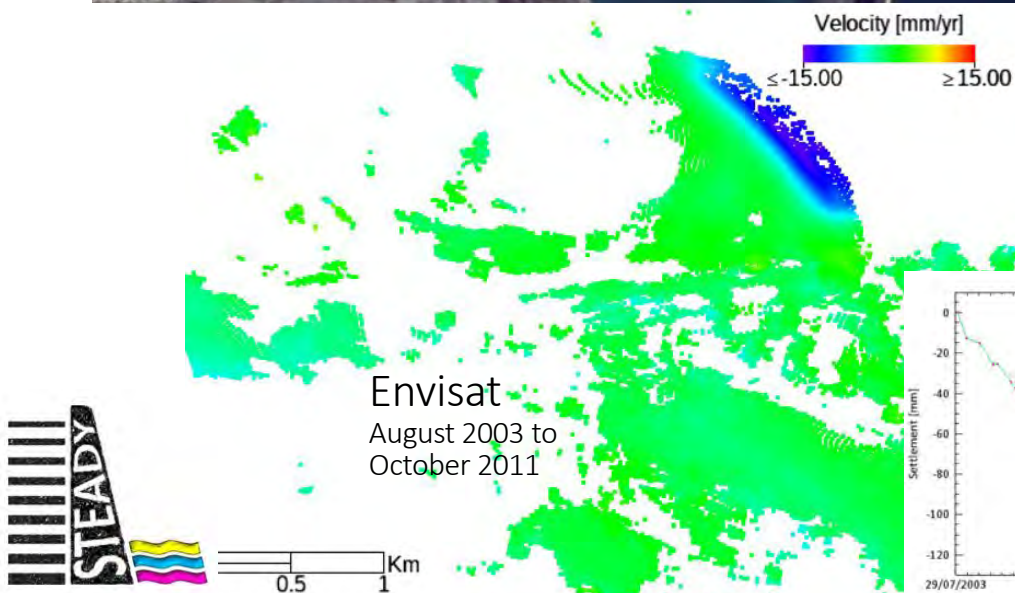 Velocity [mm/yr]
≤-15.00 ≥15.00
Envisat
August 2003 to
October 2011
STEADY
0.5 1 Km
Settlement [mm]
0
-20
-40
-60
-80
-100
-120
29/07/2003